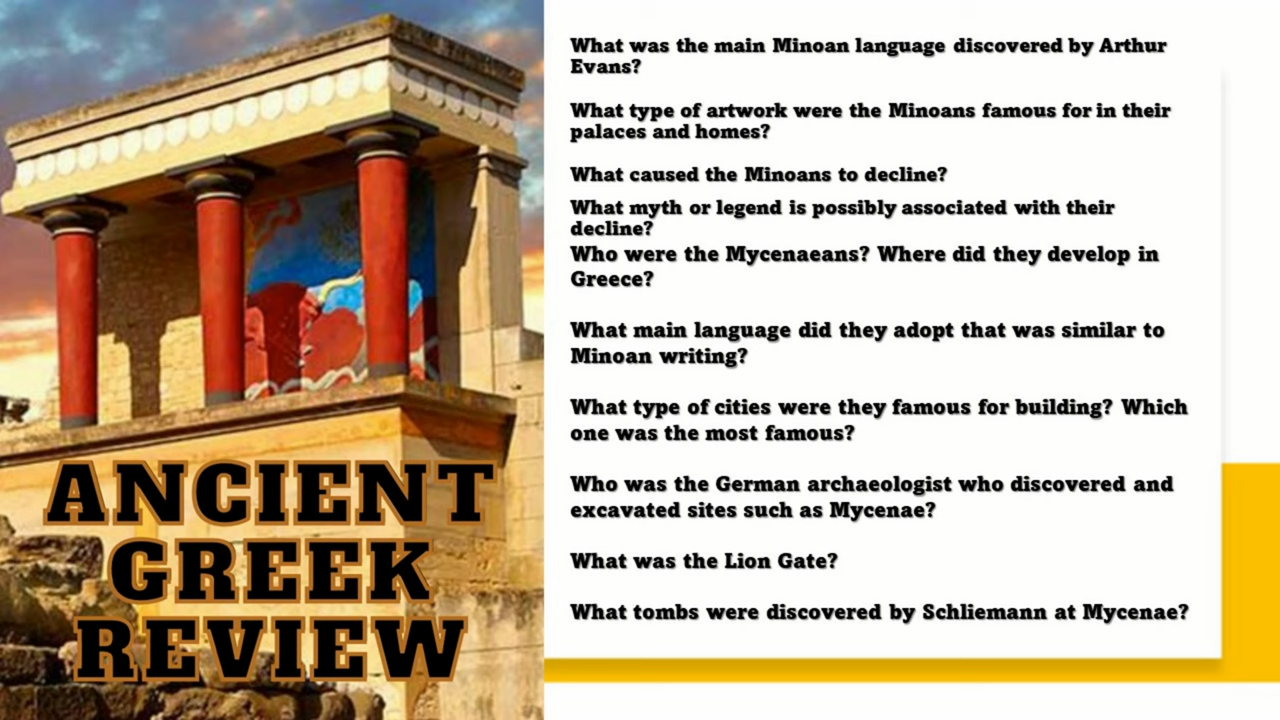 ANCIENT
GREEK
REVIEW
What was the main Minoan language discovered by Arthur
Evans?
What type of artwork were the Minoans famous for in their
palaces and homes?
What caused the Minoans to decline?
What myth or legend is possibly associated with their
decline?
Who were the Mycenaeans? Where did they develop in
Greece?
What main language did they adopt that was similar to
Minoan writing?
What type of cities were they famous for building? Which
one was the most famous?
Who was the German archaeologist who discovered and
excavated sites such as Mycenae?
What was the Lion Gate?
What tombs were discovered by Schliemann at Mycenae?